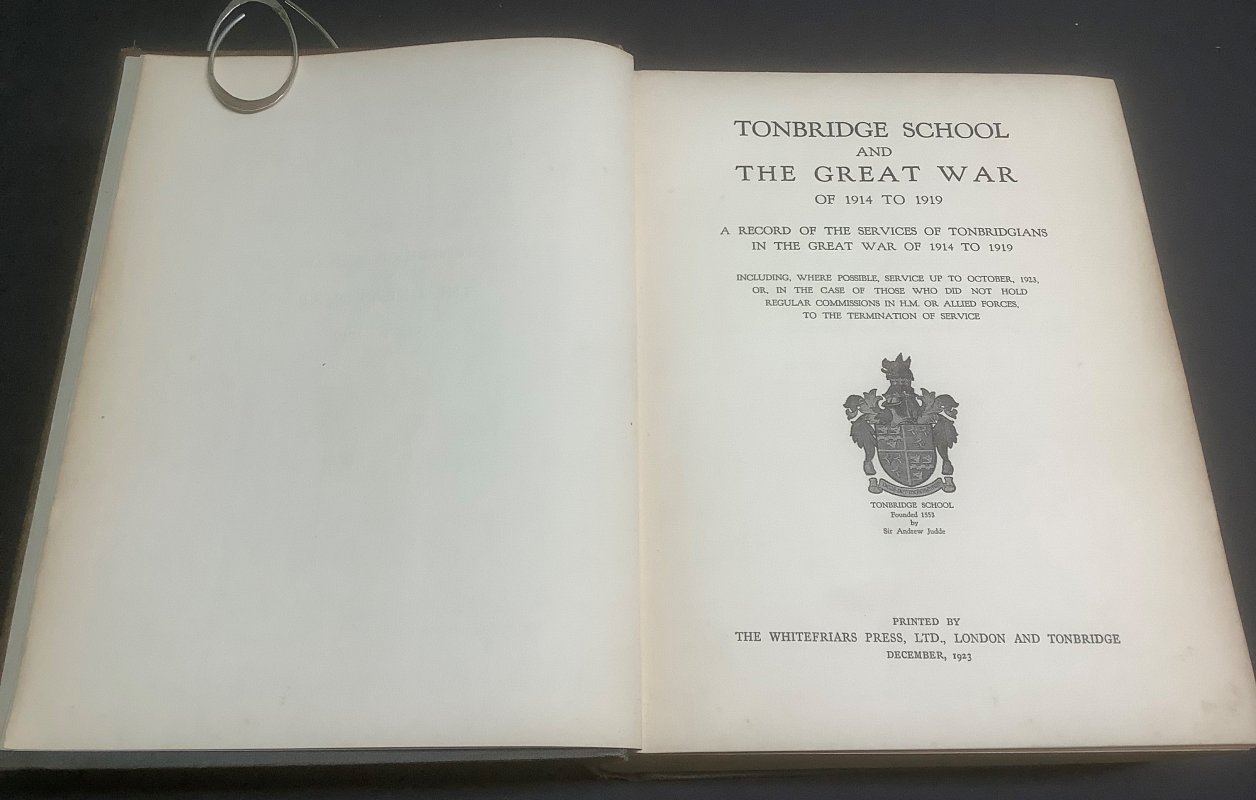 TONBRIDGE SCHOOL
AND
THE GREAT WAR
OF 1914 TO 1919
A RECORD OF THE SERVICES OF TONBRIDGIANS
IN THE GREAT WAR OF 1914 TO 1919
INCLUDING, WHERE POSSIBLE, SERVICE UP TO OCTOBER, 1923,
OR, IN THE CASE OF THOSE WHO DID NOT HOLD
REGULAR COMMISSIONS IN H.M. OR ALLIED FORCES,
TO THE TERMINATION OF SERVICE
TONBRIDGE SCHOOL
Founded 1553
by
Sir Andrew Judde
PRINTED BY
THE WHITEFRIARS PRESS, LTD., LONDON AND TONBRIDGE
DECEMBER, 1923